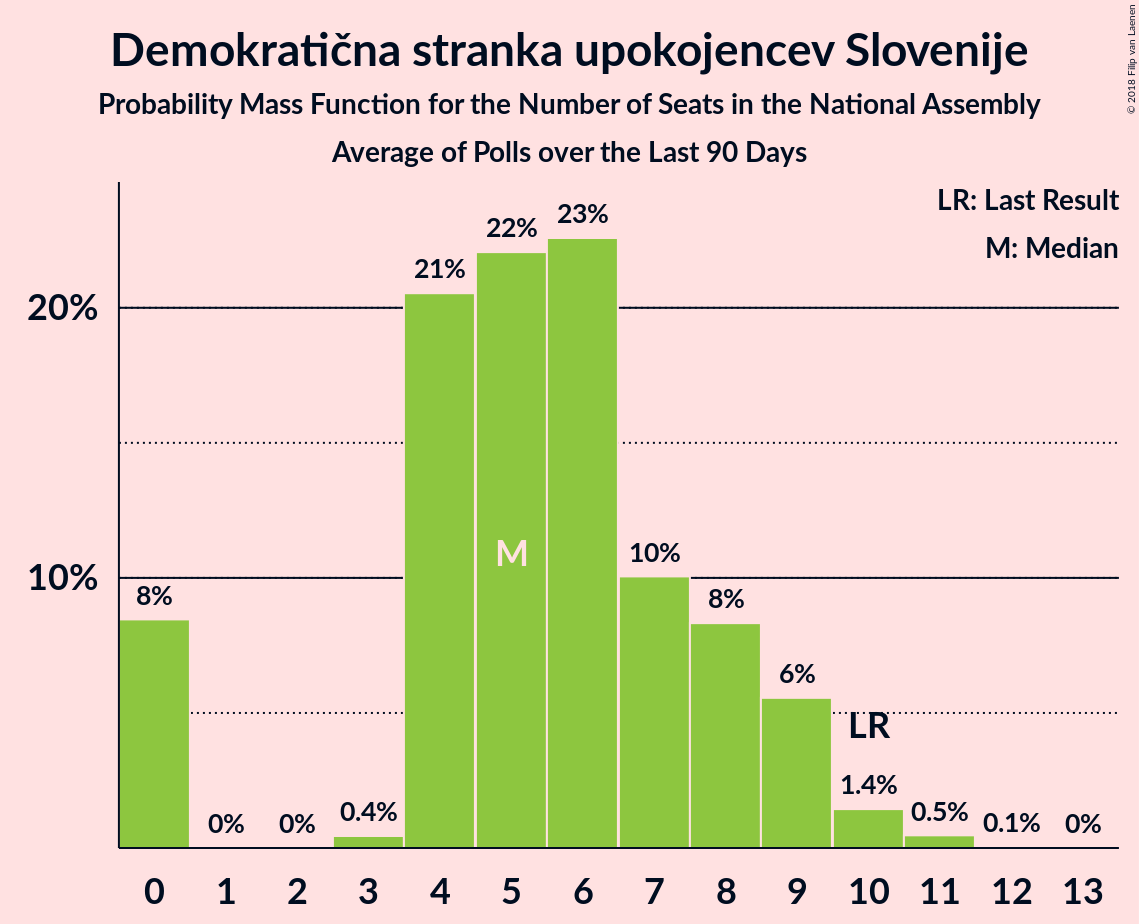 Demokratična stranka upokojencev Slovenije
Probability Mass Function for the Number of Seats in the National Assembly
Average of Polls over the Last 90 Days
© 2018 Filip van Laenen
LR: Last Result
M: Median
20%
10%
8%
0%
0%
0.4%
21%
22%
23%
10%
8%
6%
1.4%
0.5%
0.1%
0%
M
LR
0 1 2 3 4 5 6 7 8 9 10 11 12 13